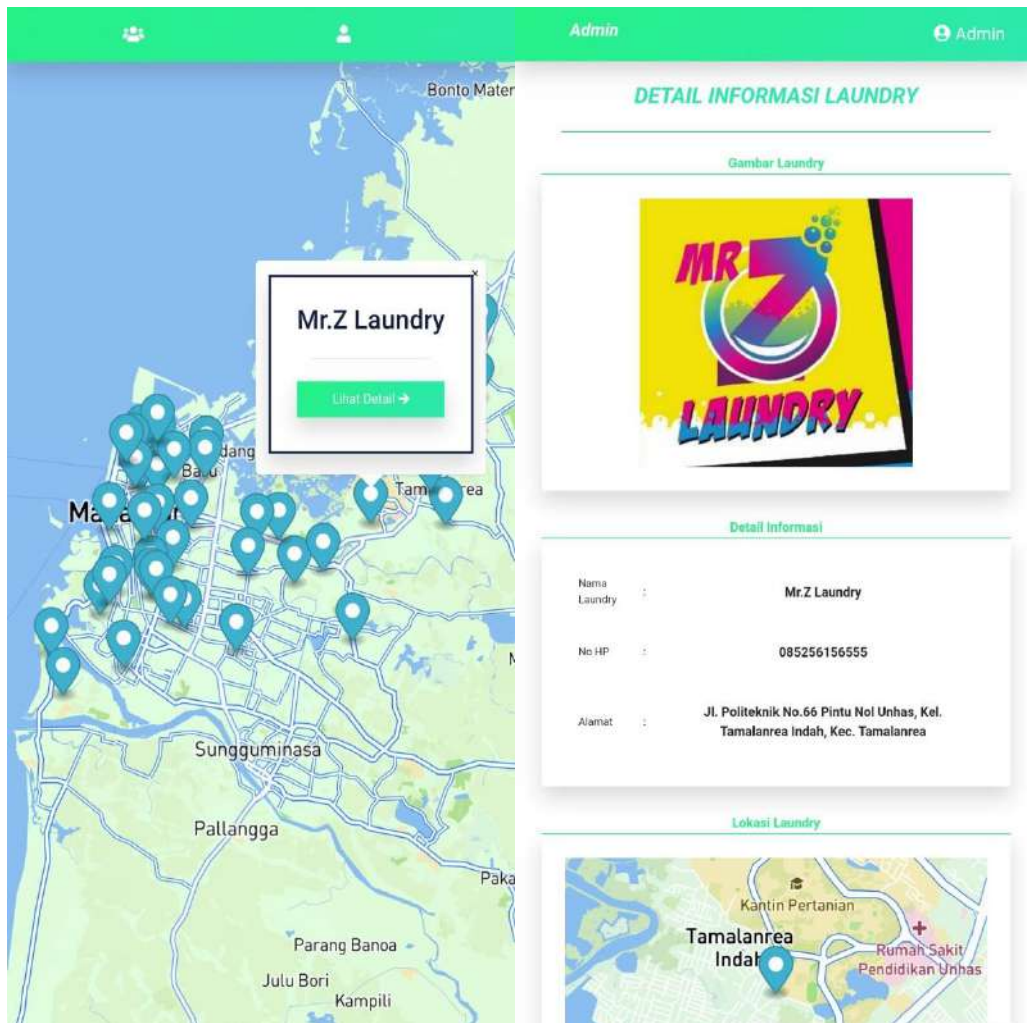 Bonto Mater
×
Mr.Z Laundry
Lihat Detail →
Sungguminasa
Pallangga
Paka
Parang Banoa
Julu Bori
Kampili
Admin
Admin
DETAIL INFORMASI LAUNDRY
Gambar Laundry
MR
Z
LAUNDRY
Detail Informasi
Nama
Laundry : Mr.Z Laundry
No HP : 085256156555
Alamat : Jl. Politeknik No.66 Pintu Nol Unhas, Kel.
Tamalanrea Indah, Kec. Tamalanrea
Lokasi Laundry
Kantin Pertanian
Tamalanrea
Indah
Rumah Sakit
Pendidikan Unhas